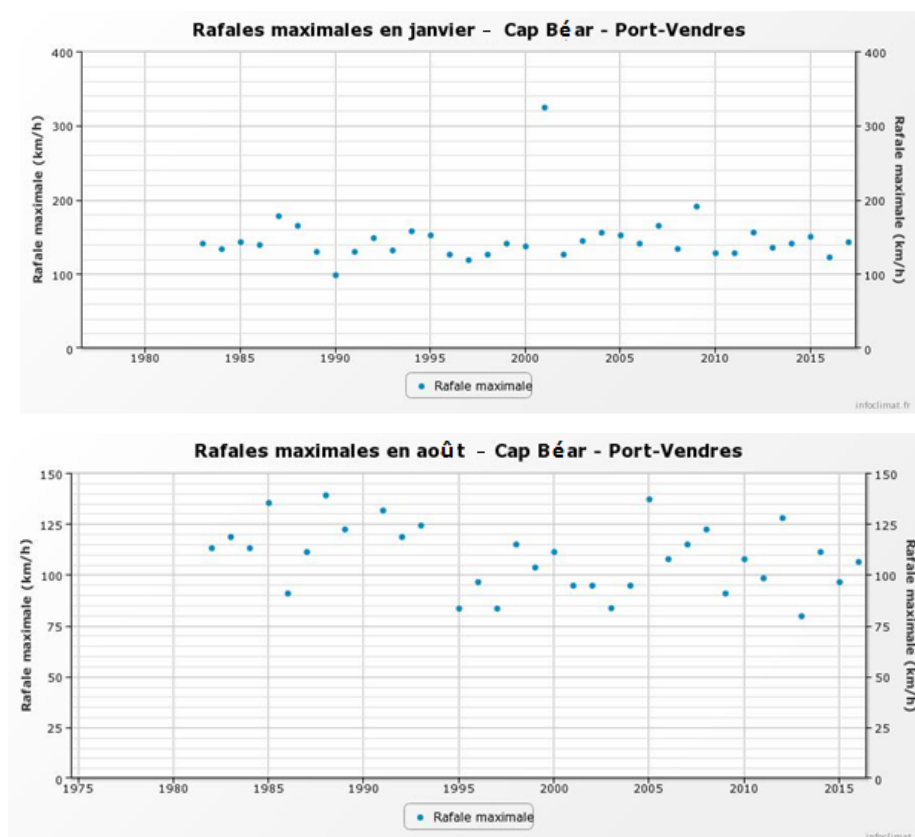 Rafales maximales en janvier – Cap Béar - Port-Vendres
400
400
300
300
200
200
100
100
0
0
Rafale maximale (km/h)
Rafale maximale (km/h)
1980 1985 1990 1995 2000 2005 2010 2015
Rafale maximale
infoclimat.fr
Rafales maximales en août – Cap Béar - Port-Vendres
150
150
125
125
100
100
75
75
50
50
25
25
0
0
Rafale maximale (km/h)
Rafale maximale (km/h)
1975 1980 1985 1990 1995 2000 2005 2010 2015
Rafale maximale